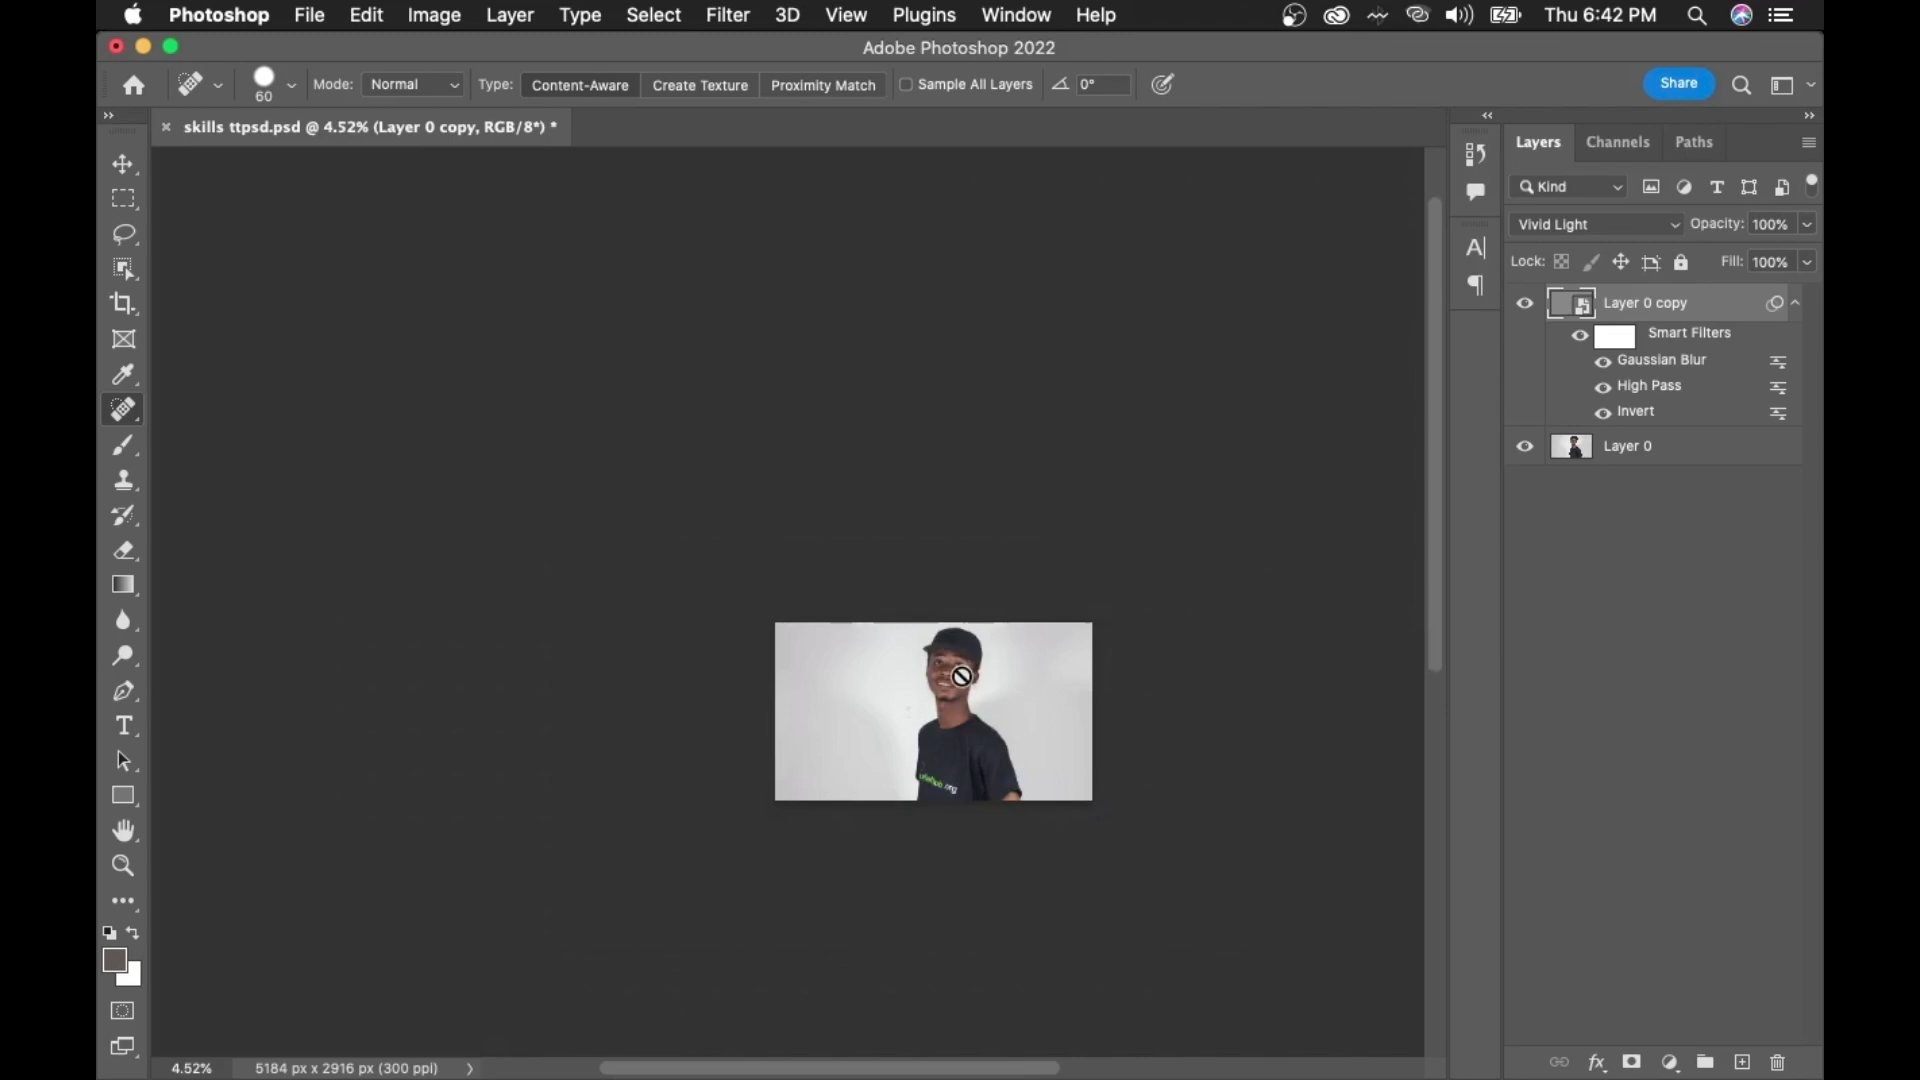 Photoshop File Edit Image Layer Type Select Filter 3D View Plugins Window Help Thu 6:42 PM
Adobe Photoshop 2022
60 Mode: Normal Type: Content-Aware Create Texture Proximity Match Sample All Layers 0° Share
skills ttpsd.psd @ 4.52% (Layer 0 copy, RGB/8*) *
Layers Channels Paths
Kind
Vivid Light Opacity: 100%
Lock: Fill: 100%
Layer 0 copy
Smart Filters
Gaussian Blur
High Pass
Invert
Layer 0
4.52% 5184 px x 2916 px (300 ppi)